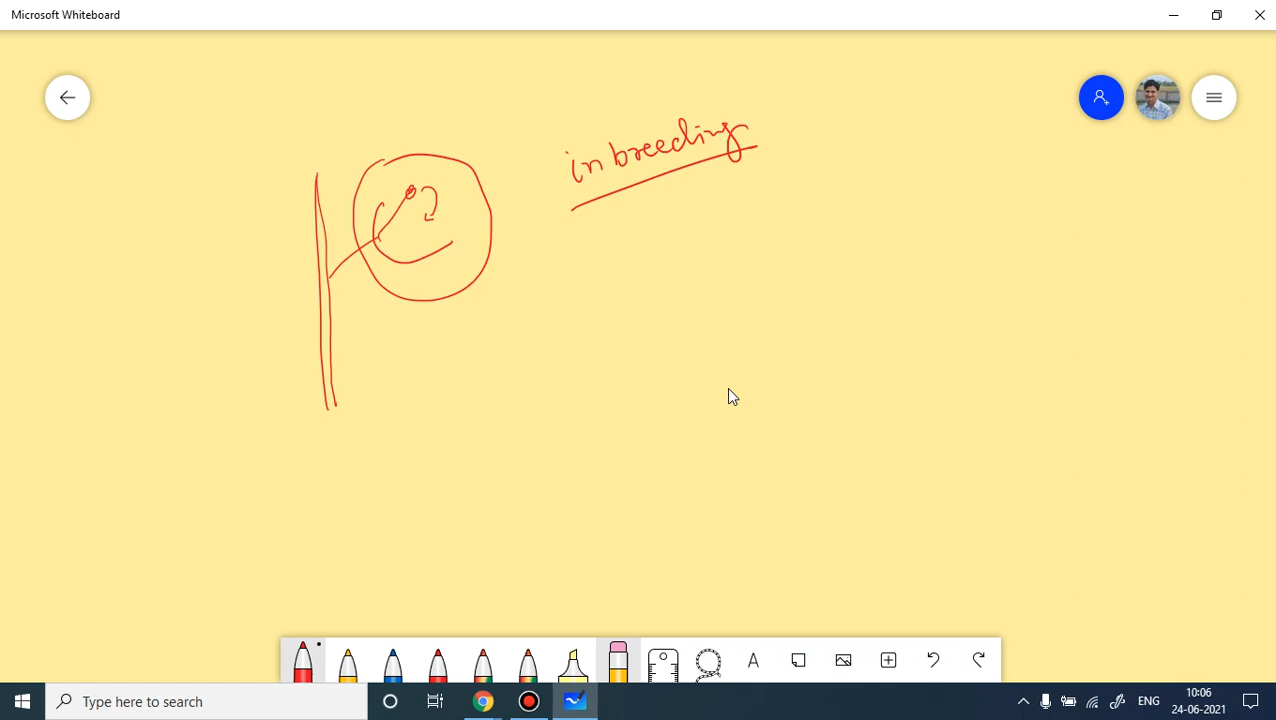 Microsoft Whiteboard
inbreeding
A
Type here to search
ENG
10:06
24-06-2021